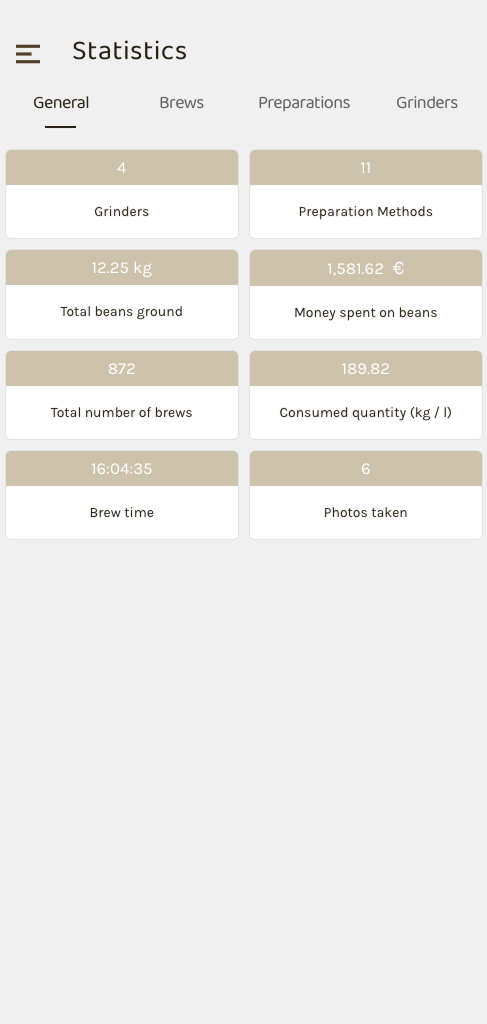 Statistics
General Brews Preparations Grinders
4
Grinders
11
Preparation Methods
12.25 kg
Total beans ground
1,581.62 €
Money spent on beans
872
Total number of brews
189.82
Consumed quantity (kg / l)
16:04:35
Brew time
6
Photos taken